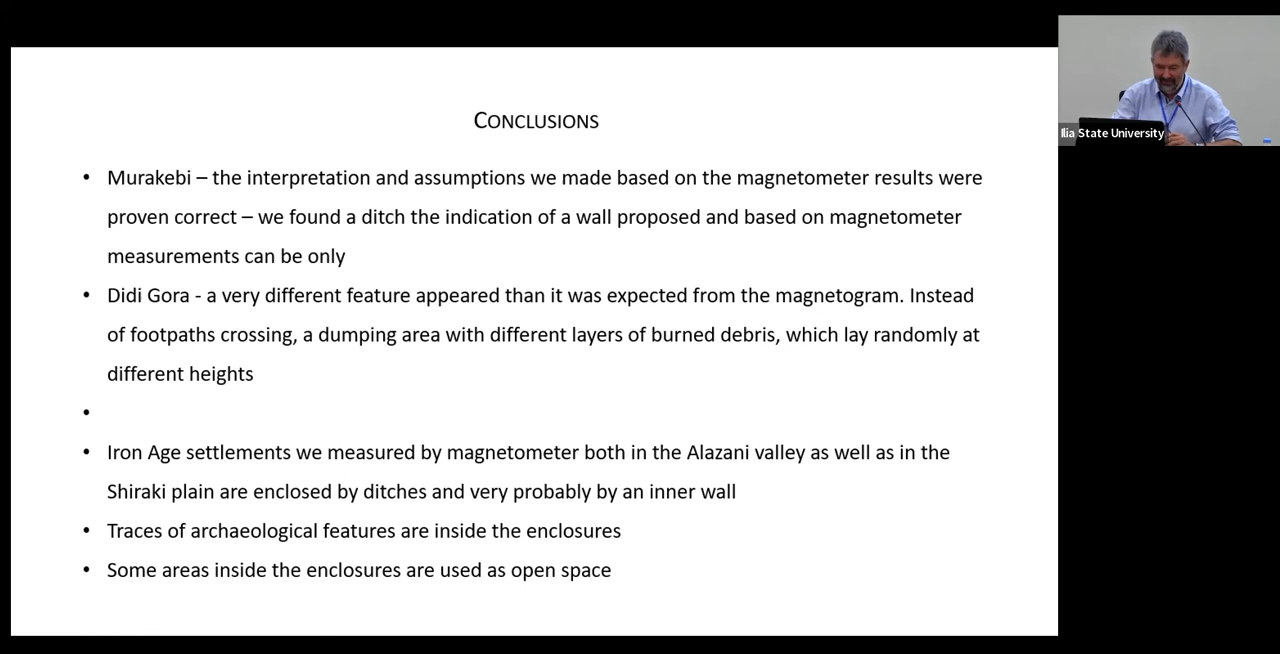 CONCLUSIONS
• Murakebi – the interpretation and assumptions we made based on the magnetometer results were
proven correct – we found a ditch the indication of a wall proposed and based on magnetometer
measurements can be only
• Didi Gora - a very different feature appeared than it was expected from the magnetogram. Instead
of footpaths crossing, a dumping area with different layers of burned debris, which lay randomly at
different heights
•
• Iron Age settlements we measured by magnetometer both in the Alazani valley as well as in the
Shiraki plain are enclosed by ditches and very probably by an inner wall
• Traces of archaeological features are inside the enclosures
• Some areas inside the enclosures are used as open space
Ilia State University